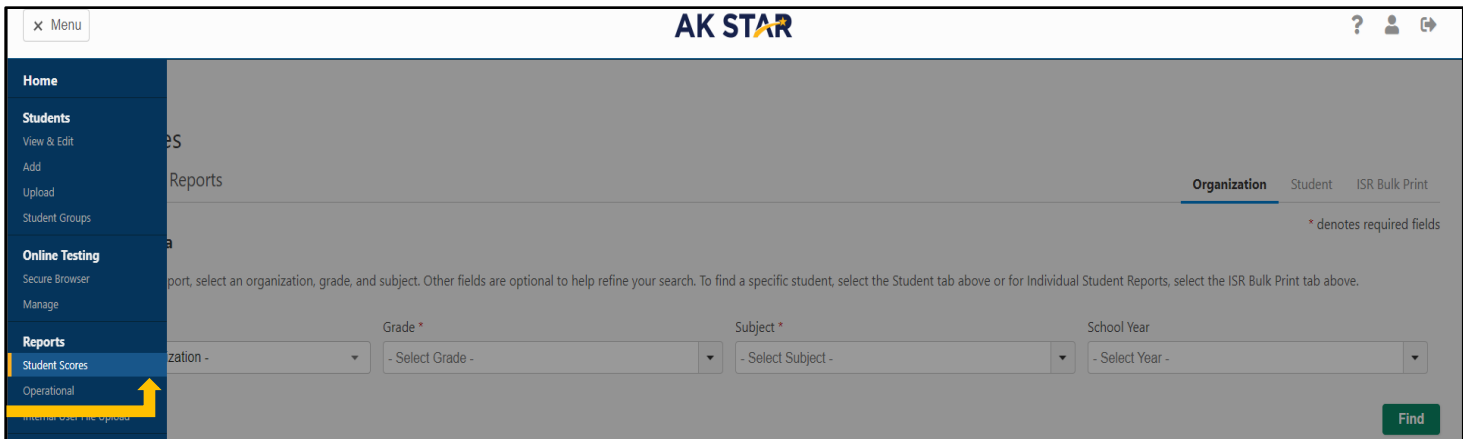 × Menu
AK STAR
?
Home
Students
View & Edit
Add
Upload
Student Groups
Online Testing
Secure Browser
Manage
Reports
Student Scores
Operational
Internal User File Upload
es
Reports
Organization Student ISR Bulk Print
* denotes required fields
a
port, select an organization, grade, and subject. Other fields are optional to help refine your search. To find a specific student, select the Student tab above or for Individual Student Reports, select the ISR Bulk Print tab above.
Grade * Subject * School Year
zation - - Select Grade - - Select Subject - - Select Year -
Find